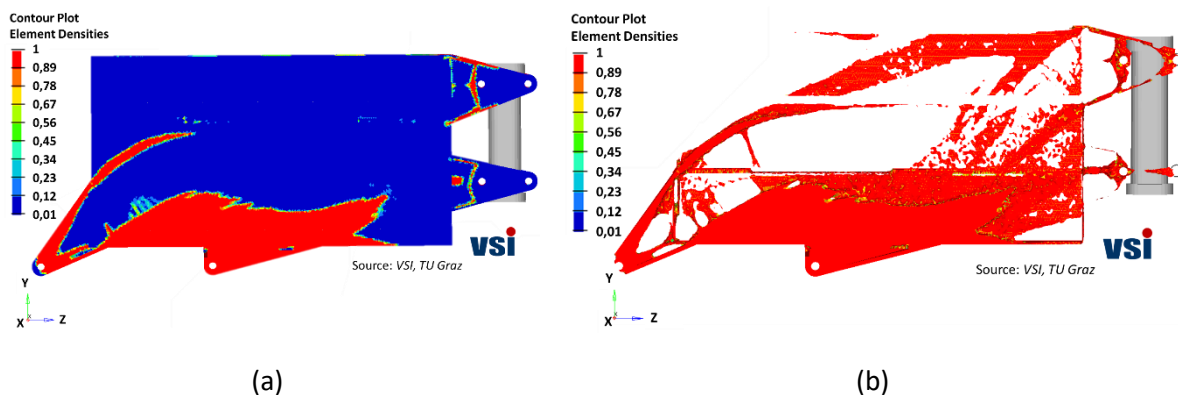 Contour Plot
Element Densities
1
0,89
0,78
0,67
0,56
0,45
0,34
0,23
0,12
0,01
vsi
Source: VSI, TU Graz
Y
X
X
Z
(a)
Contour Plot
Element Densities
1
0,89
0,78
0,67
0,56
0,45
0,34
0,23
0,12
0,01
vsi
Source: VSI, TU Graz
Y
X
X
Z
(b)